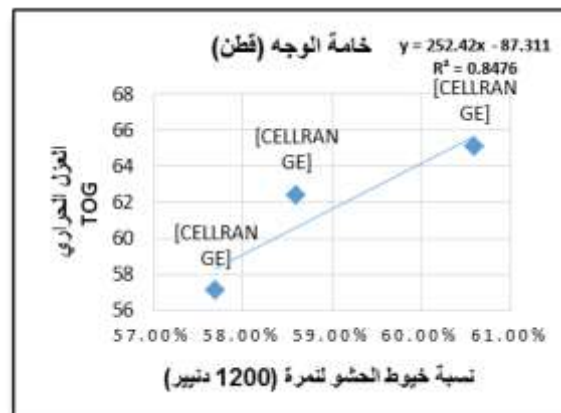 خامة الوجه (قطن)
y = 252.42x - 87.311
R² = 0.8476
[CELLRAN
GE]
[CELLRAN
GE]
[CELLRAN
GE]
68
66
64
62
60
58
56
العزل الحراري
TOG
57.00% 58.00% 59.00% 60.00% 61.00%
نسبة خيوط الحشو لنمرة (1200 دنيير)